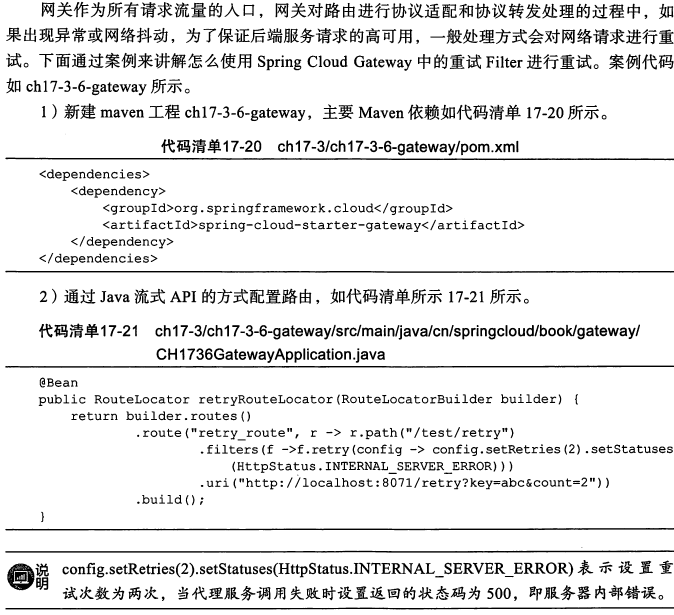 网关作为所有请求流量的入口，网关对路由进行协议适配和协议转发处理的过程中，如
果出现异常或网络抖动，为了保证后端服务请求的高可用，一般处理方式会对网络请求进行重
试。下面通过案例来讲解怎么使用 Spring Cloud Gateway 中的重试 Filter 进行重试。案例代码
如 ch17-3-6-gateway 所示。
1）新建 maven 工程 ch17-3-6-gateway，主要 Maven 依赖如代码清单 17-20 所示。
代码清单17-20 ch17-3/ch17-3-6-gateway/pom.xml
<dependencies>
<dependency>
<groupId>org.springframework.cloud</groupId>
<artifactId>spring-cloud-starter-gateway</artifactId>
</dependency>
</dependencies>
2）通过 Java 流式 API 的方式配置路由，如代码清单所示 17-21 所示。
代码清单17-21 ch17-3/ch17-3-6-gateway/src/main/java/cn/springcloud/book/gateway/
CH1736GatewayApplication.java
@Bean
public RouteLocator retryRouteLocator(RouteLocatorBuilder builder) {
return builder.routes()
.route("retry_route", r -> r.path("/test/retry")
.filters(f ->f.retry(config -> config.setRetries(2).setStatuses
(HttpStatus.INTERNAL_SERVER_ERROR)))
.uri("http://localhost:8071/retry?key=abc&count=2"))
.build();
}
说明 config.setRetries(2).setStatuses(HttpStatus.INTERNAL_SERVER_ERROR) 表示设置重
试次数为两次，当代理服务调用失败时设置返回的状态码为 500，即服务器内部错误。